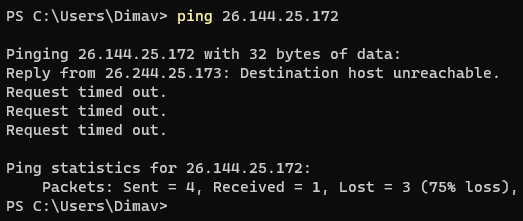 PS C:\Users\Dimav> ping 26.144.25.172
Pinging 26.144.25.172 with 32 bytes of data:
Reply from 26.244.25.173: Destination host unreachable.
Request timed out.
Request timed out.
Request timed out.
Ping statistics for 26.144.25.172:
    Packets: Sent = 4, Received = 1, Lost = 3 (75% loss),
PS C:\Users\Dimav>